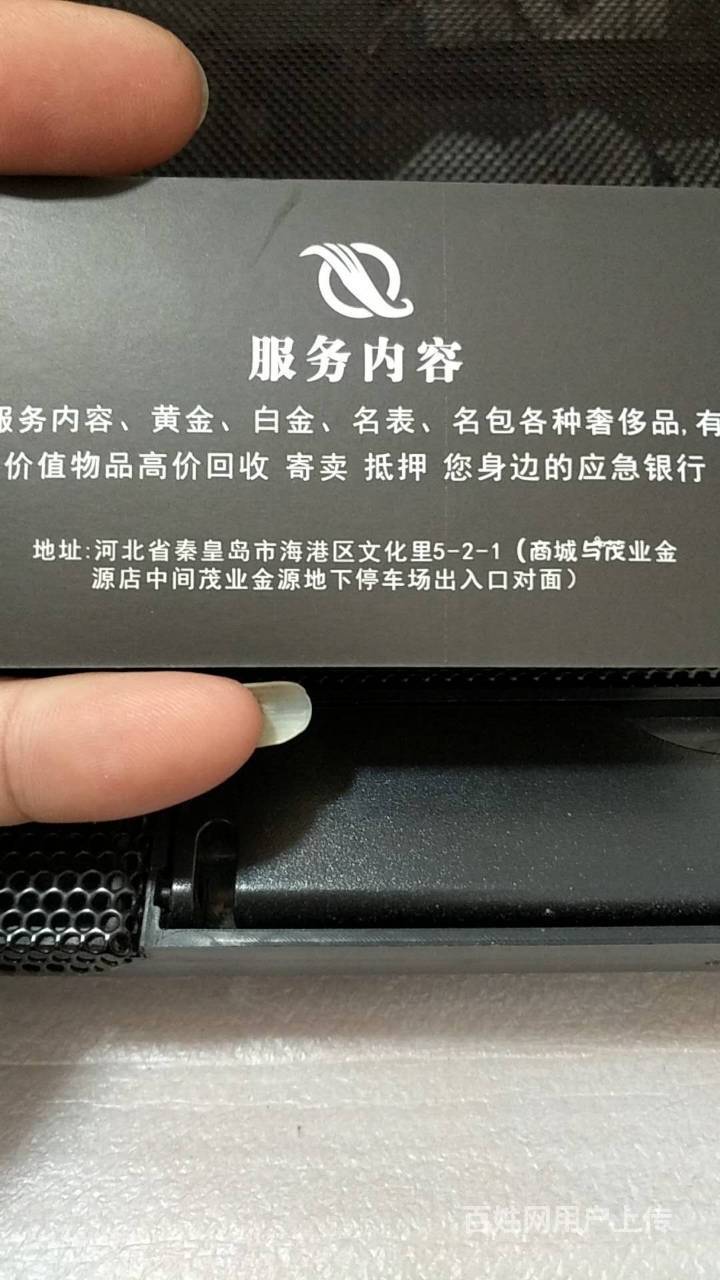 服务内容
服务内容、黄金、白金、名表、名包各种奢侈品,有
价值物品高价回收 寄卖 抵押 您身边的应急银行
地址:河北省秦皇岛市海港区文化里5-2-1(商城与茂业金
源店中间茂业金源地下停车场出入口对面)
百姓网用户上传